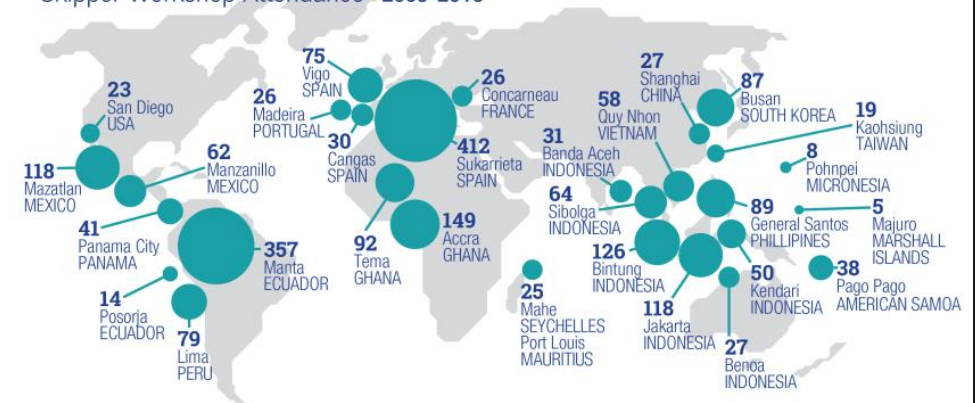 Skipper Workshop Attendance
23
San Diego
USA
118
Mazatlan
MEXICO
62
Manzanillo
MEXICO
41
Panama City
PANAMA
357
Manta
ECUADOR
14
Posorja
ECUADOR
79
Lima
PERU
75
Vigo
SPAIN
26
Madeira
PORTUGAL
30
Cangas
SPAIN
26
Concarneau
FRANCE
412
Sukarrieta
SPAIN
92
Tema
GHANA
149
Accra
GHANA
25
Mahe
SEYCHELLES
Port Louis
MAURITIUS
27
Shanghai
CHINA
87
Busan
SOUTH KOREA
58
Quy Nhon
VIETNAM
19
Kaohsiung
TAIWAN
31
Banda Aceh
INDONESIA
8
Pohnpei
MICRONESIA
64
Sibolga
INDONESIA
89
General Santos
PHILLIPINES
5
Majuro
MARSHALL
ISLANDS
126
Bintung
INDONESIA
50
Kendari
INDONESIA
38
Pago Pago
AMERICAN SAMOA
118
Jakarta
INDONESIA
27
Benoa
INDONESIA